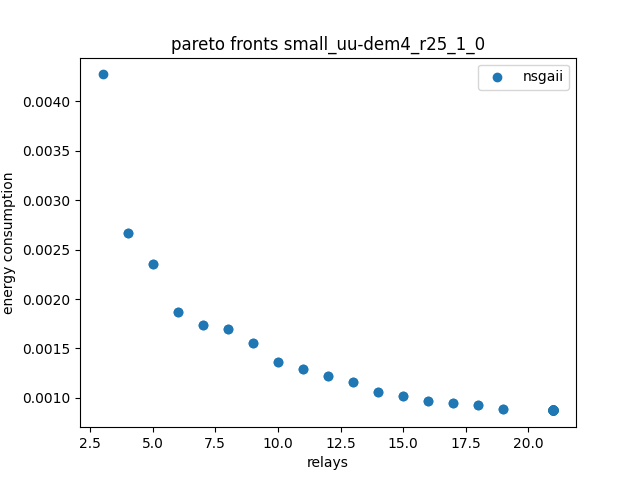 pareto fronts small_uu-dem4_r25_1_0
nsgaii
0.0040
0.0035
0.0030
0.0025
0.0020
0.0015
0.0010
energy consumption
2.5 5.0 7.5 10.0 12.5 15.0 17.5 20.0
relays